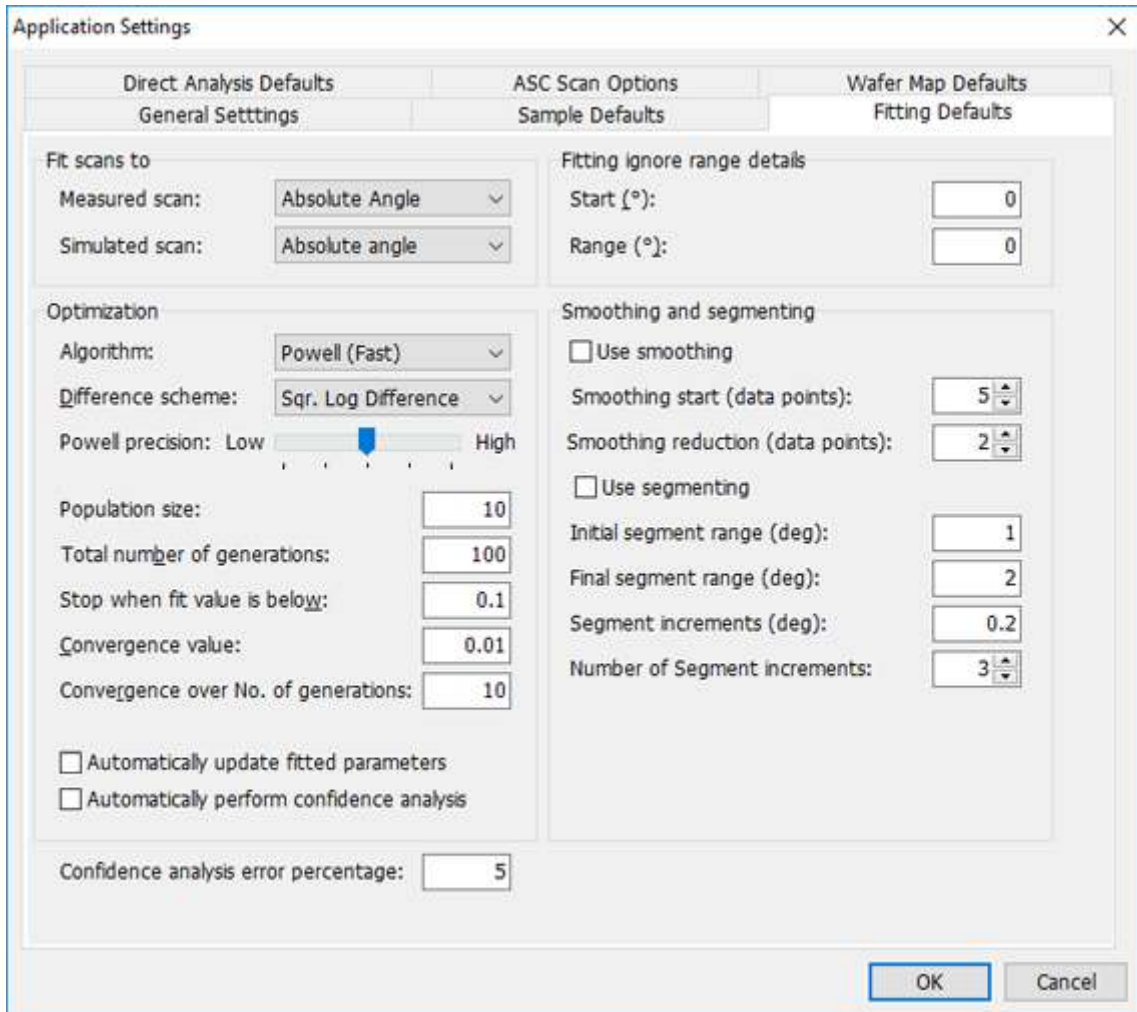 Application Settings
Direct Analysis Defaults
ASC Scan Options
Wafer Map Defaults
General Setttings
Sample Defaults
Fitting Defaults
Fit scans to
Measured scan: Absolute Angle
Simulated scan: Absolute angle
Optimization
Algorithm: Powell (Fast)
Difference scheme: Sqr. Log Difference
Powell precision: Low High
Population size: 10
Total number of generations: 100
Stop when fit value is below: 0.1
Convergence value: 0.01
Convergence over No. of generations: 10
Automatically update fitted parameters
Automatically perform confidence analysis
Confidence analysis error percentage: 5
Fitting ignore range details
Start (°): 0
Range (°): 0
Smoothing and segmenting
Use smoothing
Smoothing start (data points): 5
Smoothing reduction (data points): 2
Use segmenting
Initial segment range (deg): 1
Final segment range (deg): 2
Segment increments (deg): 0.2
Number of Segment increments: 3
OK
Cancel